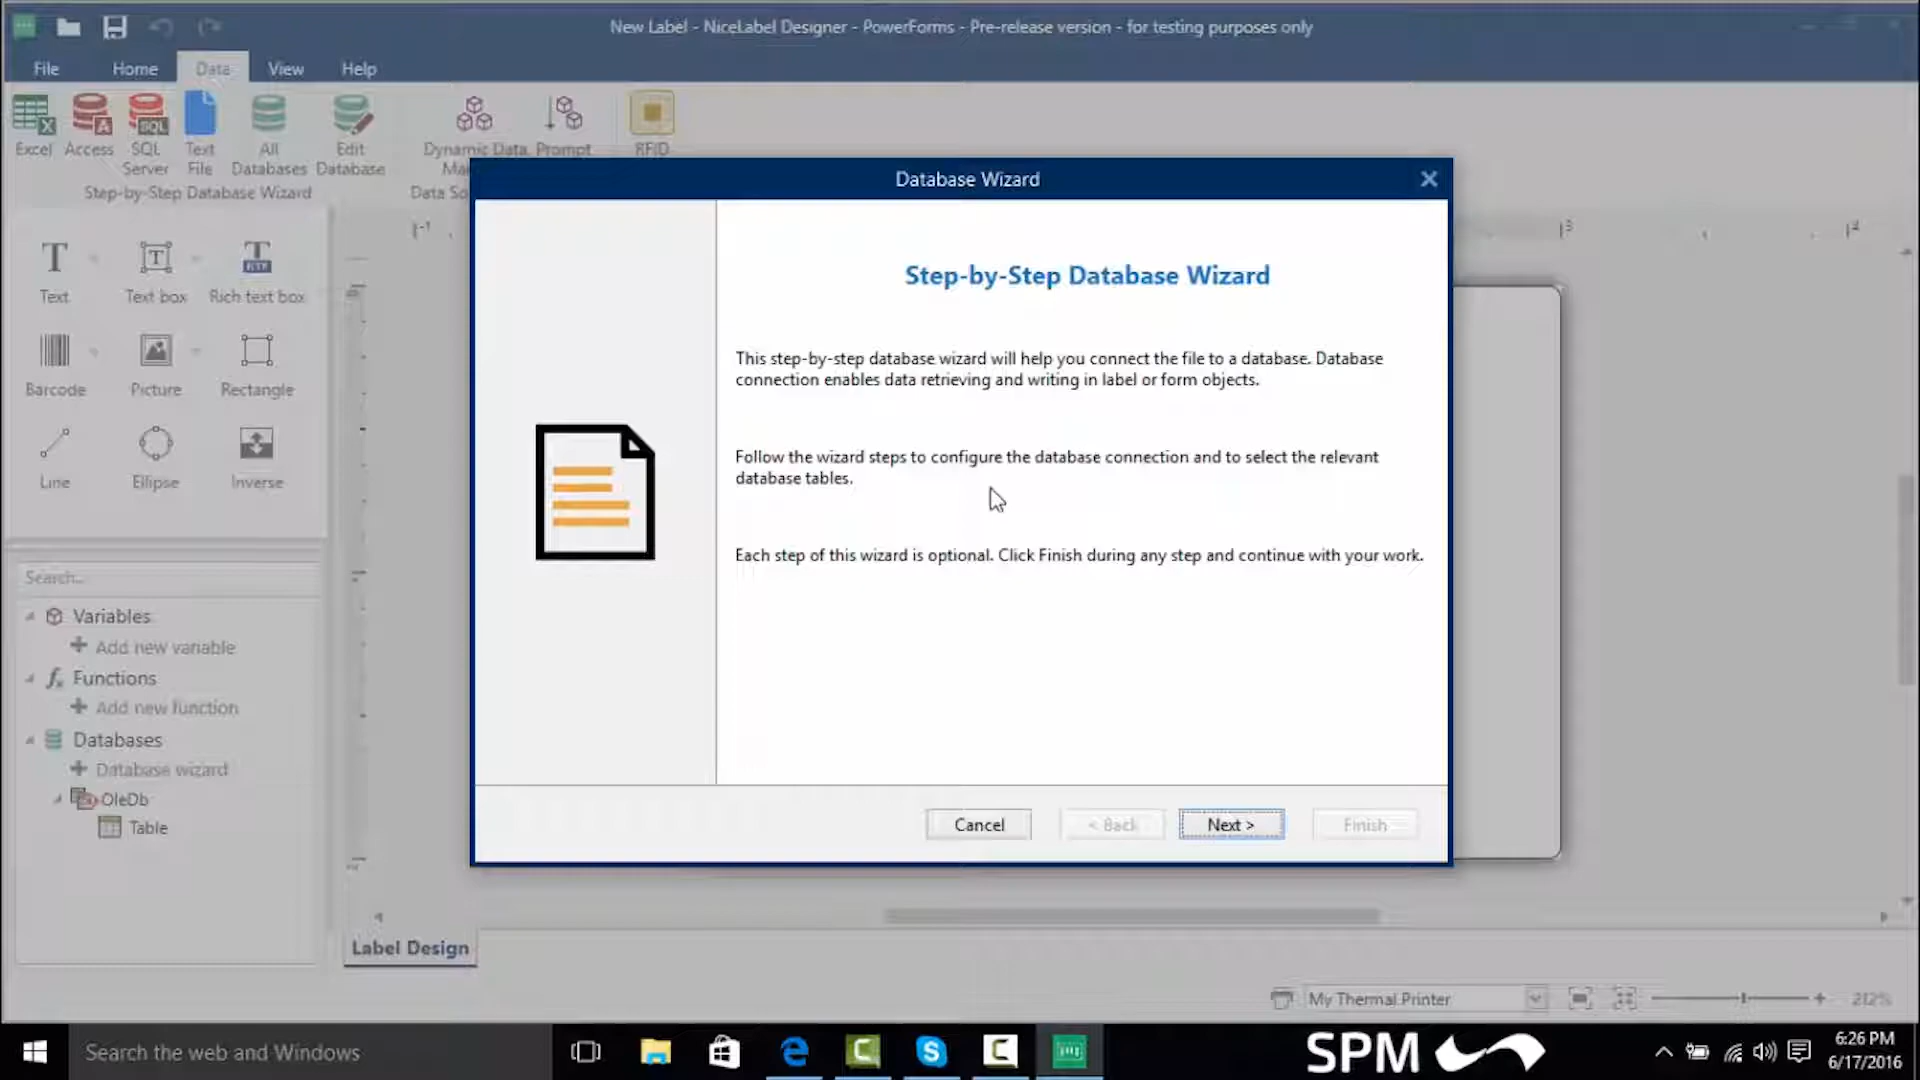 New Label - NiceLabel Designer - PowerForms - Pre-release version - for testing purposes only
File Home Data View Help
Excel Access SQL Text All Edit Dynamic Data Prompt RFID
Server File Databases Database
Step-by-Step Database Wizard
Database Wizard
Step-by-Step Database Wizard
This step-by-step database wizard will help you connect the file to a database. Database
connection enables data retrieving and writing in label or form objects.
Follow the wizard steps to configure the database connection and to select the relevant
database tables.
Each step of this wizard is optional. Click Finish during any step and continue with your work.
Cancel < Back Next > Finish
Text Text box Rich text box
Barcode Picture Rectangle
Line Ellipse Inverse
Search...
Variables
Add new variable
Functions
Add new function
Databases
Database wizard
OleDb
Table
Label Design
My Thermal Printer 212%
Search the web and Windows
SPM
6:26 PM
6/17/2016